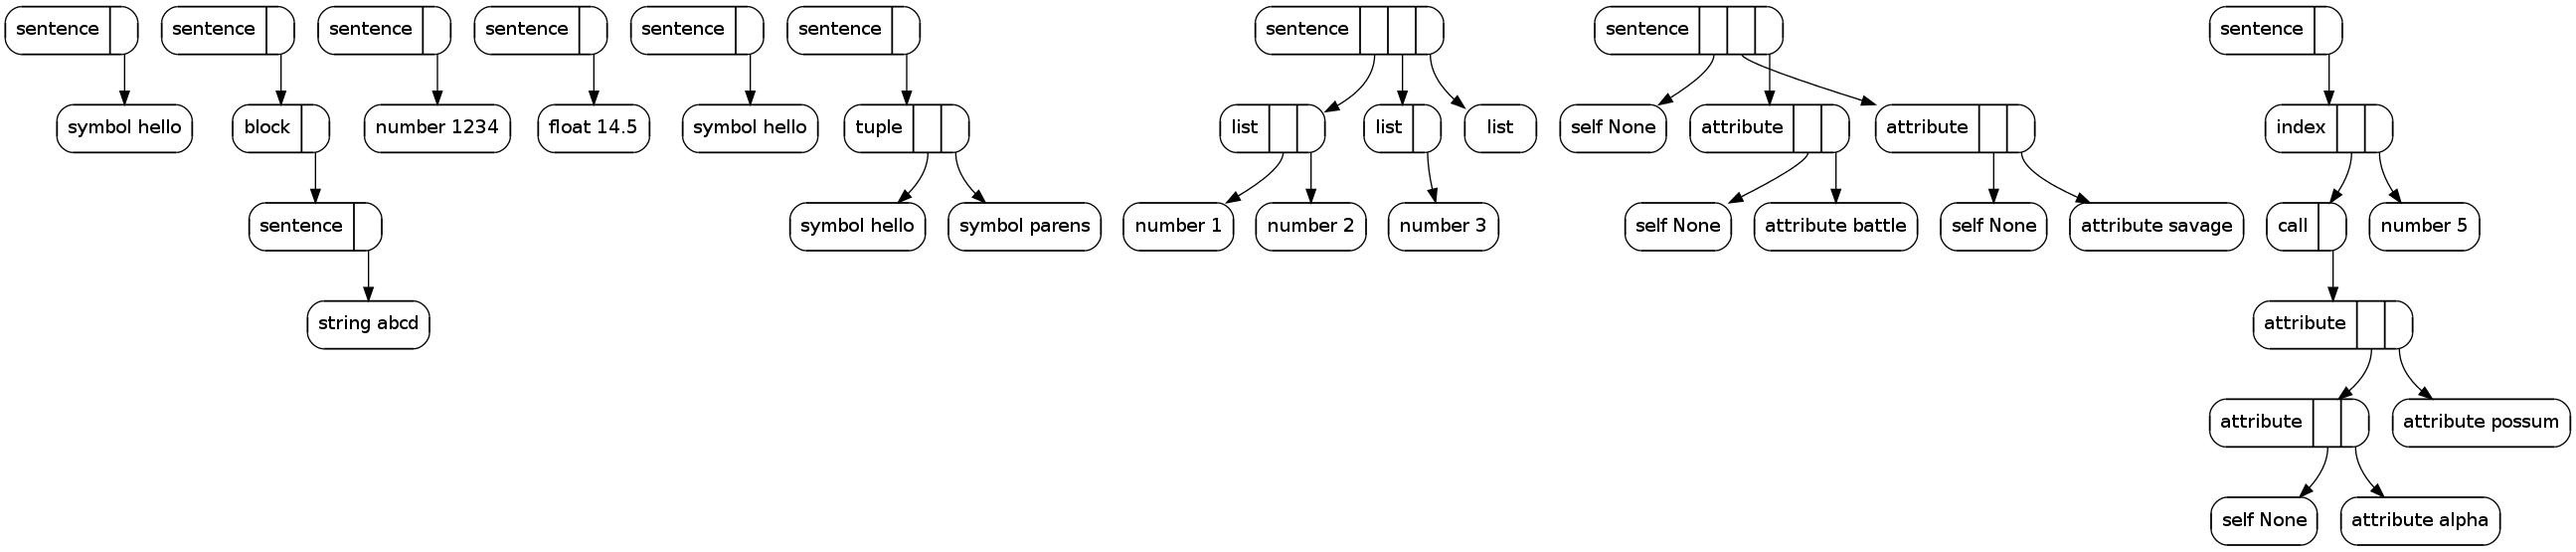 sentence sentence sentence sentence sentence sentence sentence sentence sentence
symbol hello block number 1234 float 14.5 symbol hello tuple list list list self None attribute attribute index
sentence symbol hello symbol parens number 1 number 2 number 3 self None attribute battle self None attribute savage call number 5
string abcd attribute
attribute attribute possum
self None attribute alpha